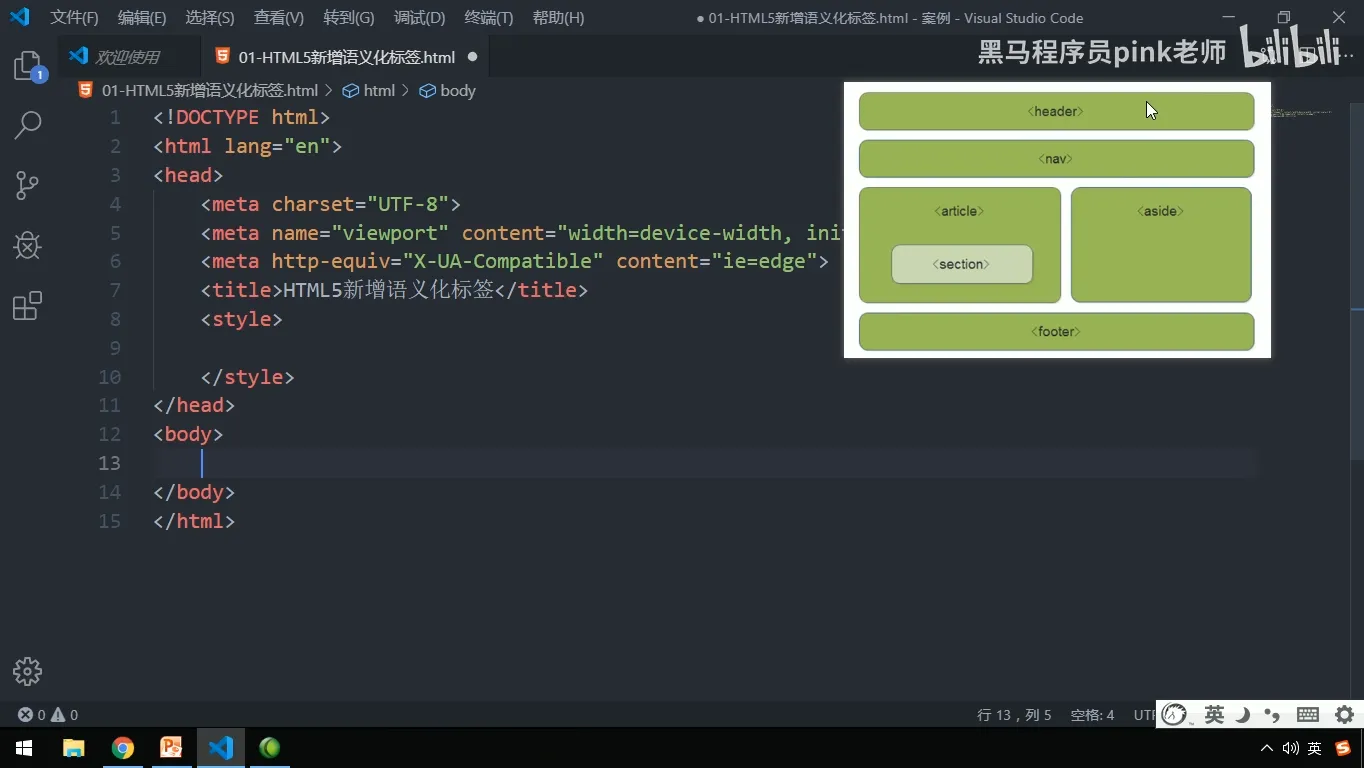 文件(F) 编辑(E) 选择(S) 查看(V) 转到(G) 调试(D) 终端(T) 帮助(H) ● 01-HTML5新增语义化标签.html - 案例 - Visual Studio Code
欢迎使用 01-HTML5新增语义化标签.html ●
黑马程序员pink老师 bilibili
01-HTML5新增语义化标签.html > html > body
1 <!DOCTYPE html>
2 <html lang="en">
3 <head>
4 <meta charset="UTF-8">
5 <meta name="viewport" content="width=device-width, init
6 <meta http-equiv="X-UA-Compatible" content="ie=edge">
7 <title>HTML5新增语义化标签</title>
8 <style>
9
10 </style>
11 </head>
12 <body>
13
14 </body>
15 </html>
<header>
<nav>
<article> <aside>
<section>
<footer>
1
0 0 行 13，列 5 空格: 4 UTF
英
英